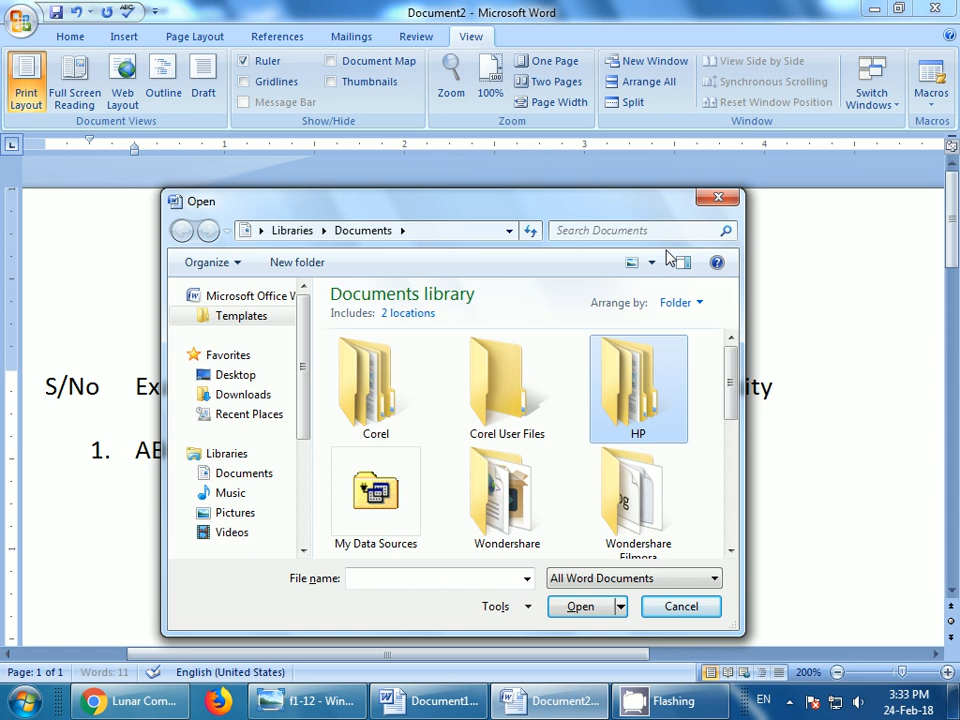 Document2 - Microsoft Word
Home Insert Page Layout References Mailings Review View
Print Layout
Full Screen Reading
Web Layout
Outline
Draft
Document Views
Ruler
Gridlines
Message Bar
Document Map
Thumbnails
Show/Hide
Zoom
100%
One Page
Two Pages
Page Width
Zoom
New Window
Arrange All
Split
View Side by Side
Synchronous Scrolling
Reset Window Position
Switch Windows
Window
Macros
Macros
1 2 3 4
Open
Libraries Documents
Search Documents
Organize New folder
Microsoft Office W
Templates
Favorites
Desktop
Downloads
Recent Places
Libraries
Documents
Music
Pictures
Videos
Documents library
Includes: 2 locations
Arrange by: Folder
Corel
Corel User Files
HP
My Data Sources
Wondershare
Wondershare Filmora
File name:
All Word Documents
Tools Open Cancel
S/No Ex ity
1. AB
Page: 1 of 1 Words: 11 English (United States) 200%
Lunar Com... f1-12 - Win... Document1... Document2... Flashing EN
3:33 PM
24-Feb-18